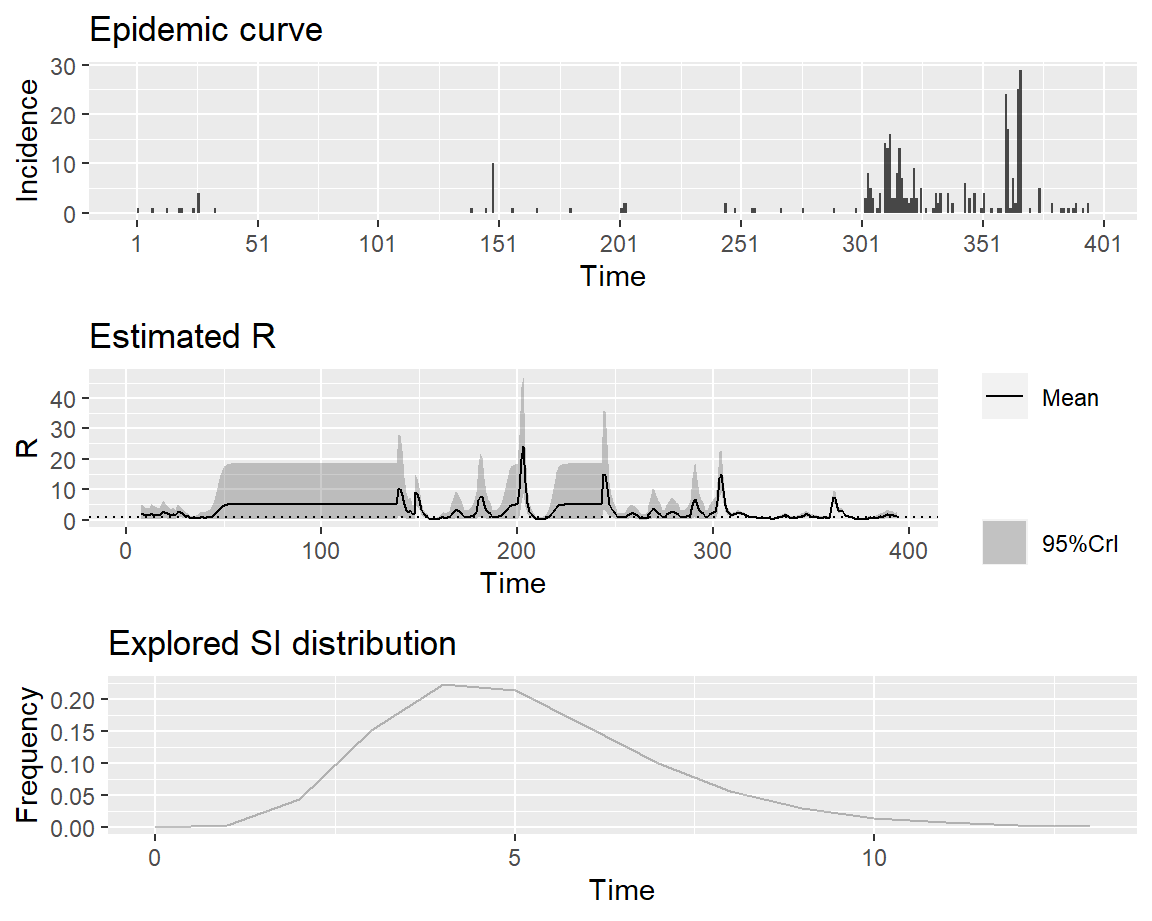 Epidemic curve
30
20
10
0
Incidence
1 51 101 151 201 251 301 351 401
Time
Estimated R
40
30
20
10
0
R
0 100 200 300 400
Time
Mean
95%CrI
Explored SI distribution
0.20
0.15
0.10
0.05
0.00
Frequency
0 5 10
Time